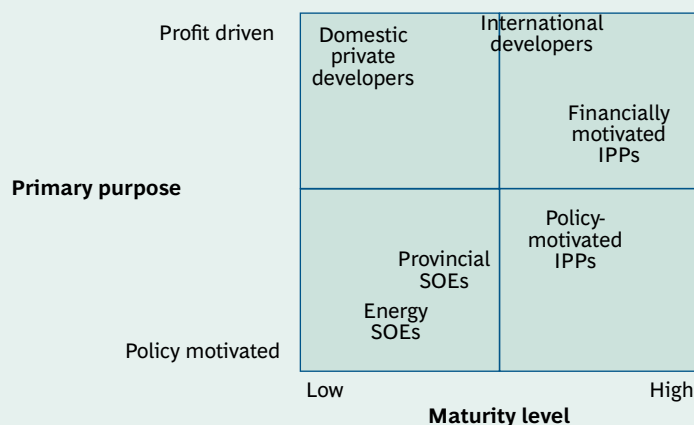 Profit driven
Domestic
private
developers
International
developers
Financially
motivated
IPPs
Primary purpose
Policy-
motivated
IPPs
Provincial
SOEs
Energy
SOEs
Policy motivated
Low
High
Maturity level